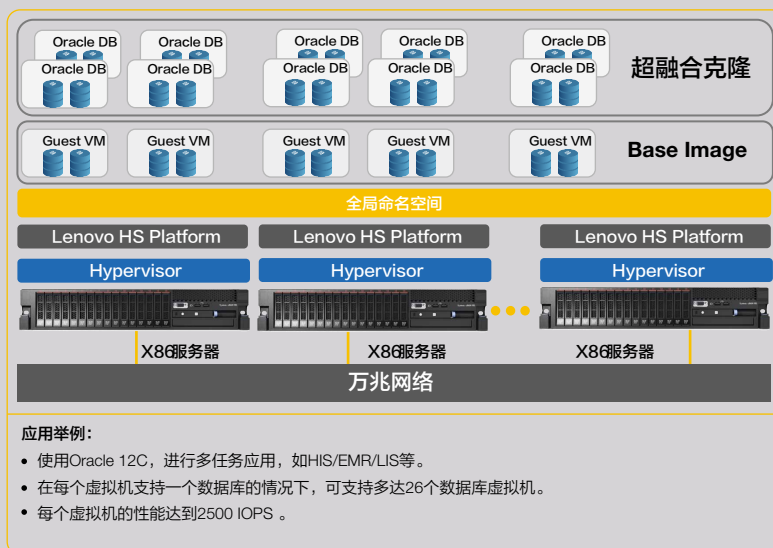 Oracle DB Oracle DB Oracle DB Oracle DB Oracle DB
Oracle DB Oracle DB Oracle DB Oracle DB Oracle DB
超融合克隆
Guest VM Guest VM Guest VM Guest VM Guest VM
Base Image
全局命名空间
Lenovo HS Platform Lenovo HS Platform Lenovo HS Platform
Hypervisor Hypervisor Hypervisor
X86服务器 X86服务器 X86服务器
万兆网络
应用举例：
• 使用Oracle 12C，进行多任务应用，如HIS/EMR/LIS等。
• 在每个虚拟机支持一个数据库的情况下，可支持多达26个数据库虚拟机。
• 每个虚拟机的性能达到2500 IOPS 。